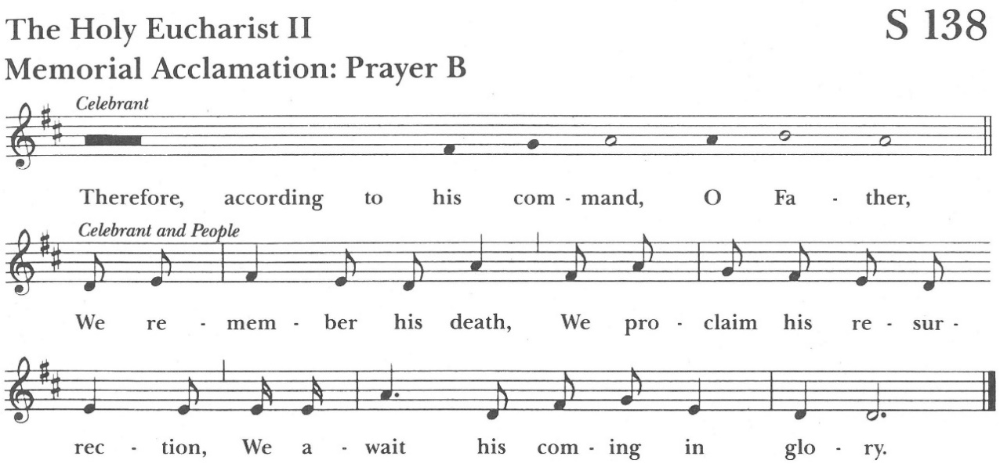 The Holy Eucharist II
S 138
Memorial Acclamation: Prayer B
Celebrant
Therefore, according to his com - mand, O Fa - ther,
Celebrant and People
We re - mem - ber his death, We pro - claim his re - sur -
rec - tion, We a - wait his com - ing in glo - ry.